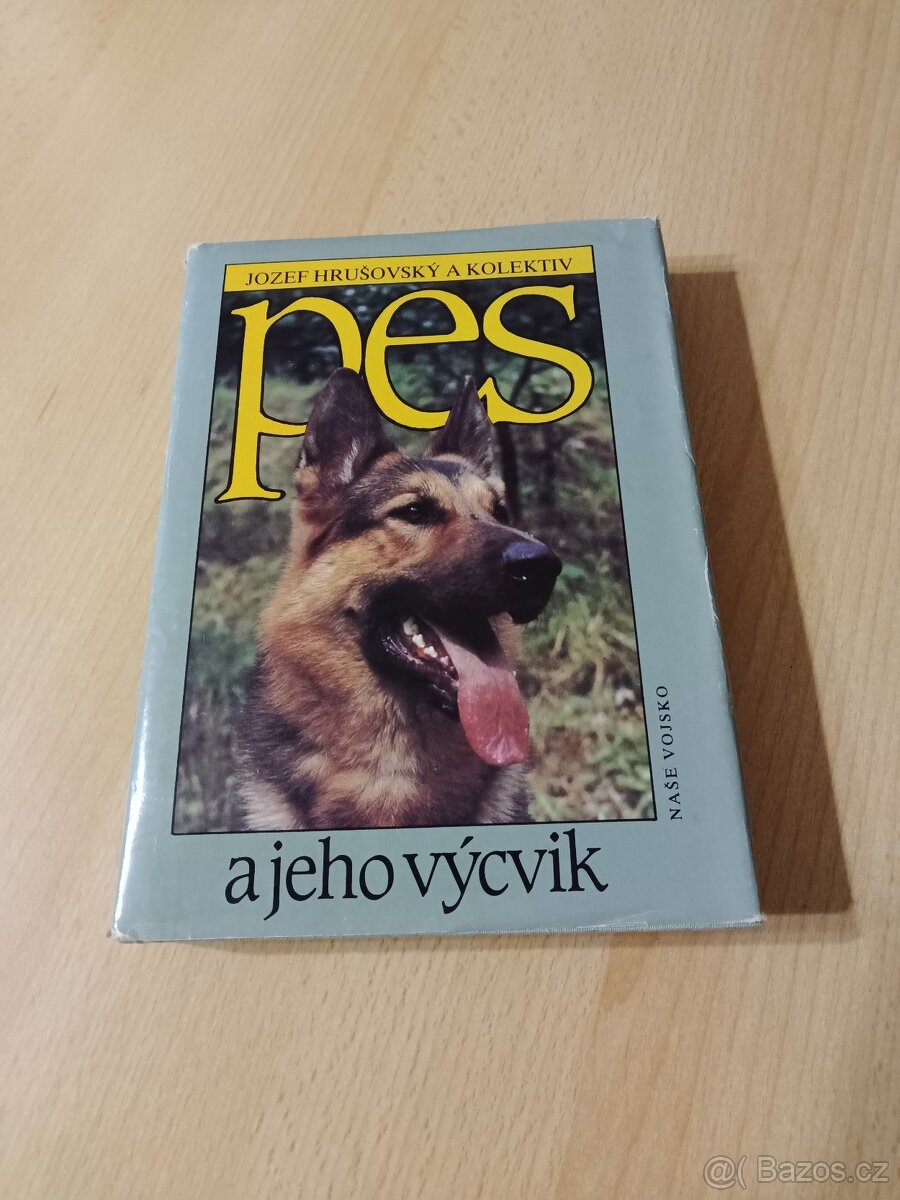 JOZEF HRUŠOVSKÝ A KOLEKTIV
pes
a jeho výcvik
NAŠE VOJSKO
@( Bazos.cz